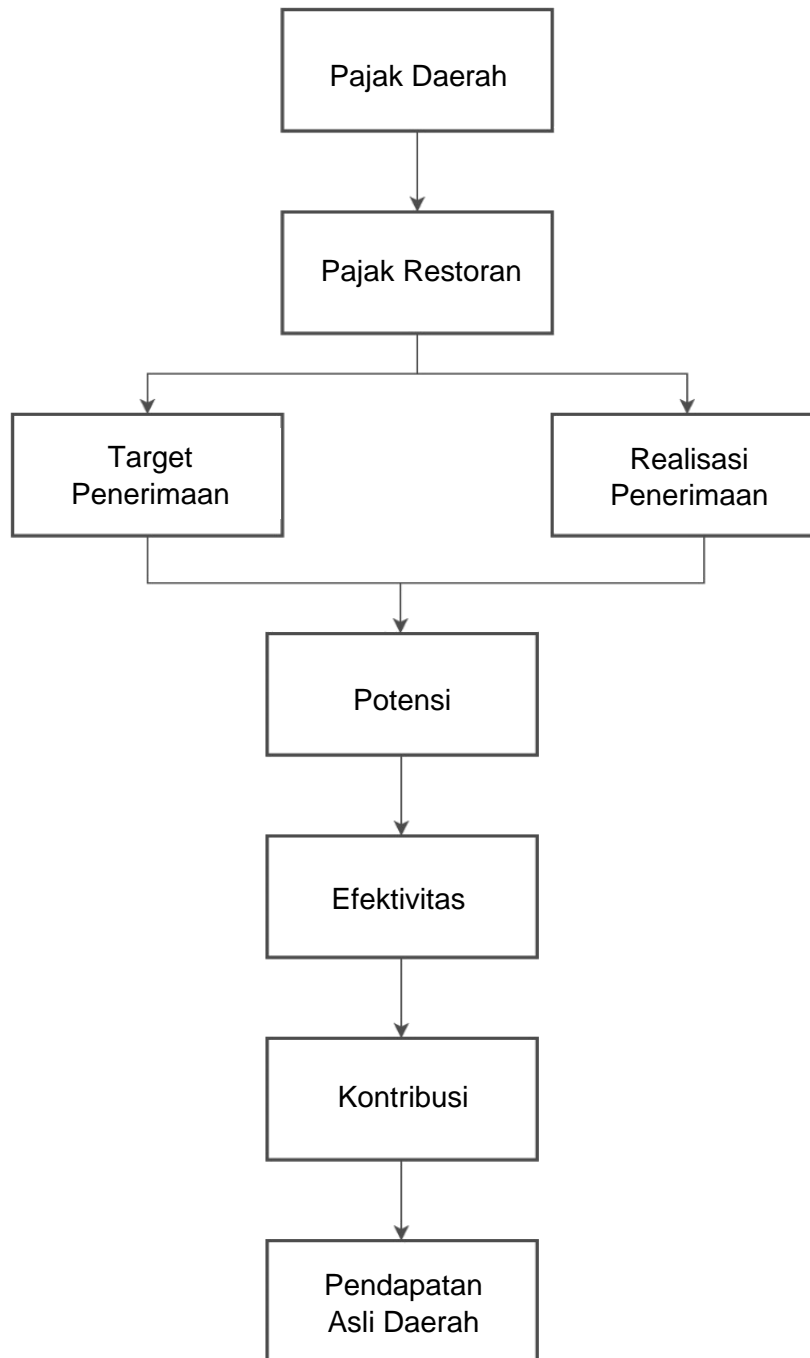 Pajak Daerah
Pajak Restoran
Target
Penerimaan
Realisasi
Penerimaan
Potensi
Efektivitas
Kontribusi
Pendapatan
Asli Daerah